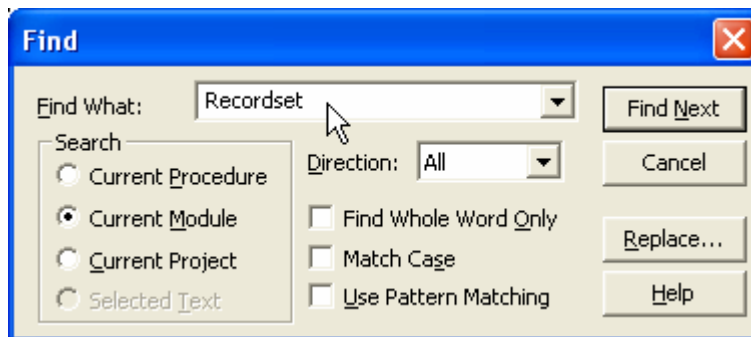 Find
Find What: Recordset Find Next
Search
Current Procedure
Current Module
Current Project
Selected Text
Direction: All
Find Whole Word Only
Match Case
Use Pattern Matching
Cancel
Replace...
Help